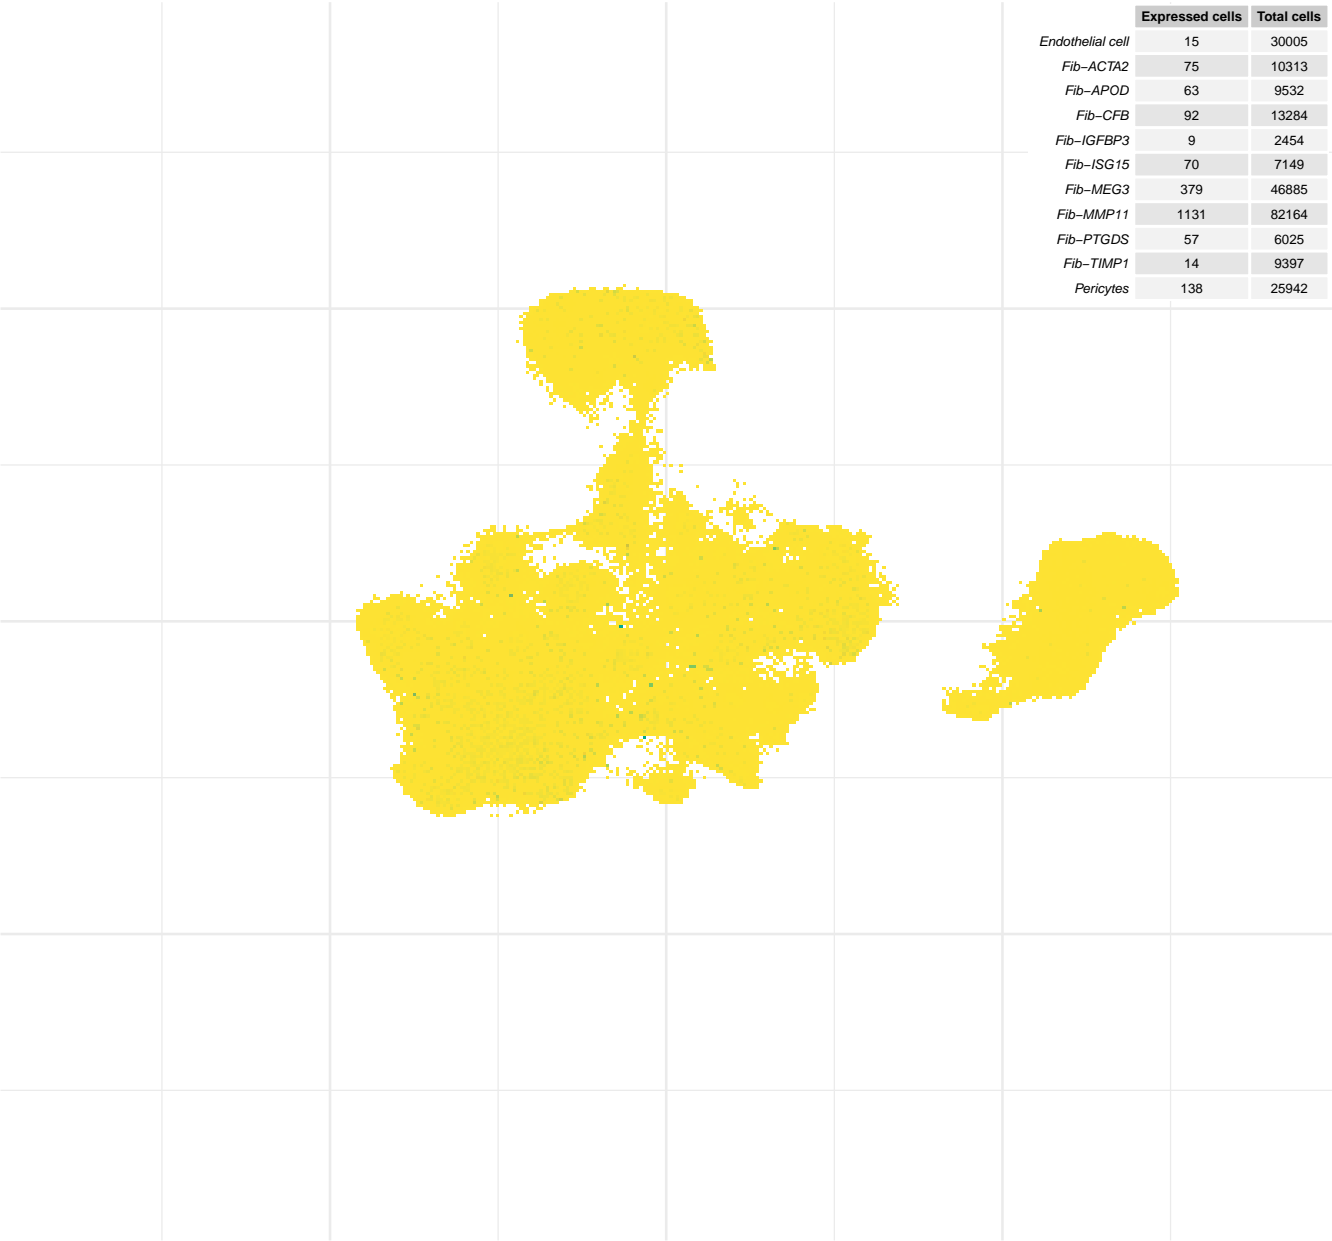 Expressed cells Total cells
Endothelial cell 15 30005
Fib−ACTA2 75 10313
Fib−APOD 63 9532
Fib−CFB 92 13284
Fib−IGFBP3 9 2454
Fib−ISG15 70 7149
Fib−MEG3 379 46885
Fib−MMP11 1131 82164
Fib−PTGDS 57 6025
Fib−TIMP1 14 9397
Pericytes 138 25942